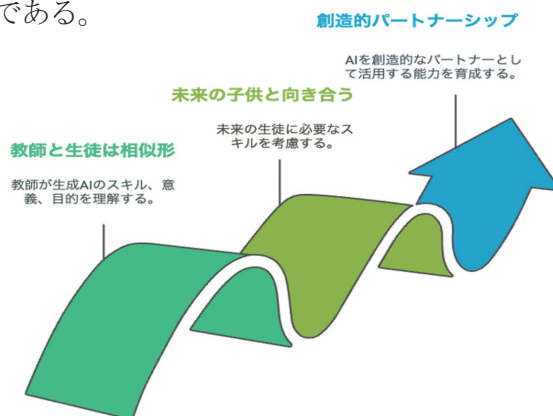 である。
創造的パートナーシップ
AIを創造的なパートナーとし
て活用する能力を育成する。
未来の子供と向き合う
未来の生徒に必要なス
キルを考慮する。
教師と生徒は相似形
教師が生成AIのスキル、意
義、目的を理解する。